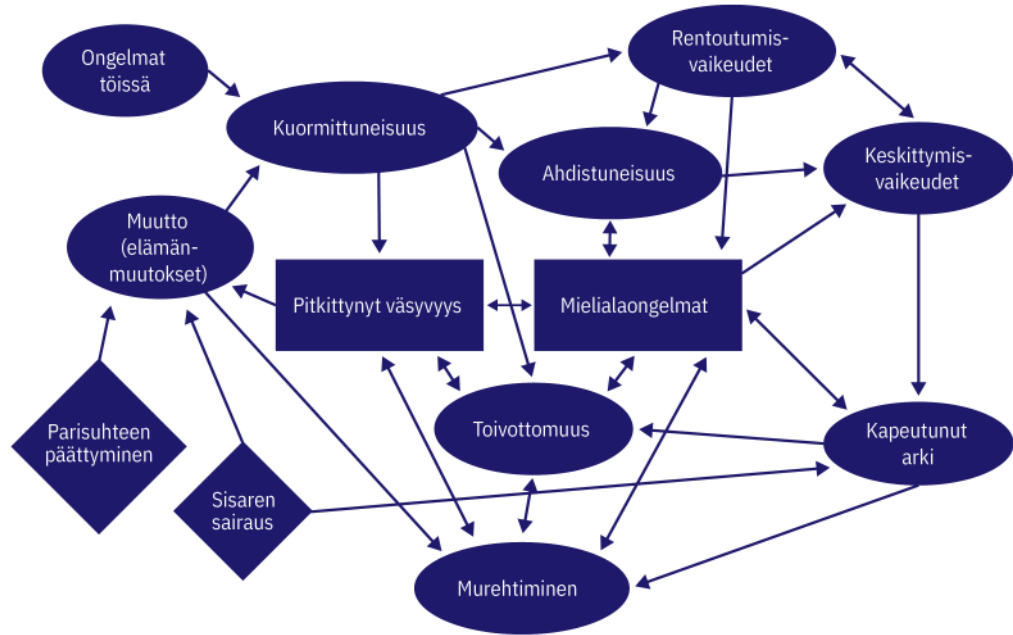 Ongelmat
töissä
Kuormittuneisuus
Rentoutumis-
vaikeudet
Ahdistuneisuus
Keskittymis-
vaikeudet
Muutto
(elämän-
muutokset)
Pitkittynyt väsyvyys
Mielialaongelmat
Parisuhteen
päättyminen
Sisaren
sairaus
Toivottomuus
Kapeutunut
arki
Murehtiminen